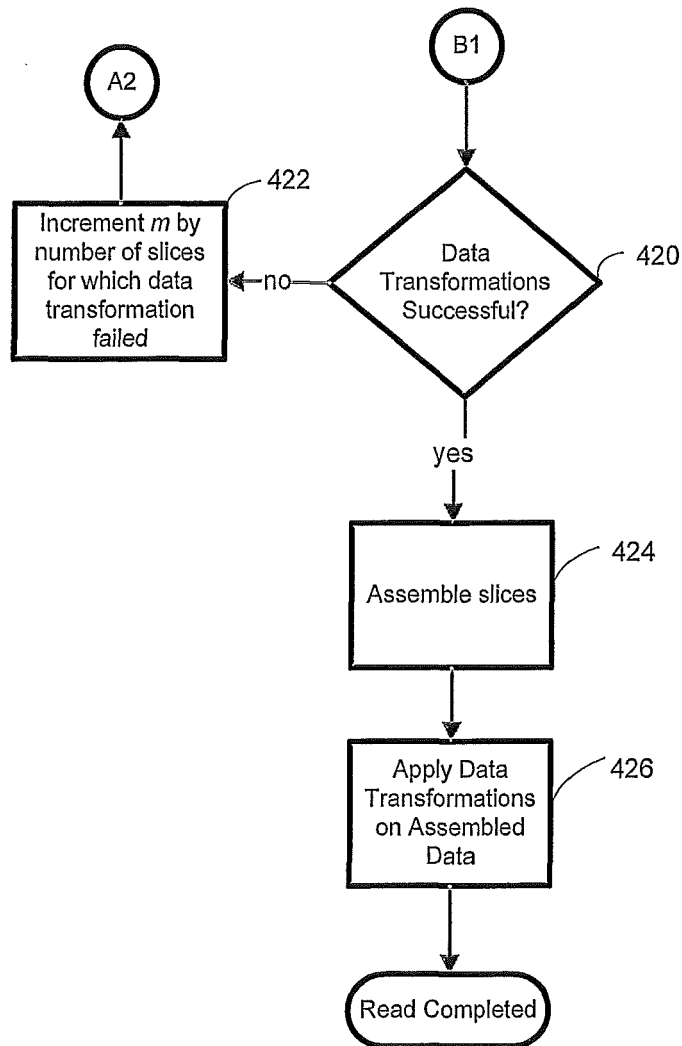 B1
A2
422
Increment m by
number of slices
for which data
transformation
failed
no
Data
Transformations
Successful?
420
yes
Assemble slices
424
Apply Data
Transformations
on Assembled
Data
426
Read Completed